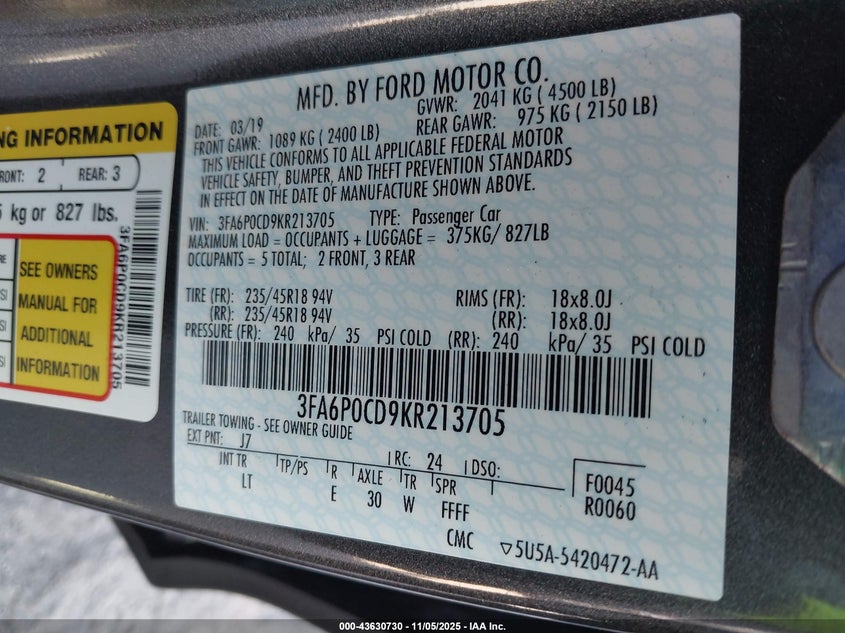 NG INFORMATION
RONT: 2 REAR: 3
kg or 827 lbs.
SEE OWNERS
MANUAL FOR
ADDITIONAL
INFORMATION
3FA6P0CD9KR213705
MFD. BY FORD MOTOR CO.
DATE: 03/19 GVWR: 2041 KG ( 4500 LB)
FRONT GAWR: 1089 KG ( 2400 LB) REAR GAWR: 975 KG ( 2150 LB)
THIS VEHICLE CONFORMS TO ALL APPLICABLE FEDERAL MOTOR
VEHICLE SAFETY, BUMPER, AND THEFT PREVENTION STANDARDS
IN EFFECT ON THE DATE OF MANUFACTURE SHOWN ABOVE.
VIN: 3FA6P0CD9KR213705 TYPE: Passenger Car
MAXIMUM LOAD = OCCUPANTS + LUGGAGE = 375KG/ 827LB
OCCUPANTS = 5 TOTAL; 2 FRONT, 3 REAR
TIRE (FR): 235/45R18 94V RIMS (FR): 18x8.0J
(RR): 235/45R18 94V (RR): 18x8.0J
PRESSURE (FR): 240 kPa/ 35 PSI COLD (RR): 240 kPa/ 35 PSI COLD
3FA6P0CD9KR213705
TRAILER TOWING - SEE OWNER GUIDE
EXT PNT: J7 RC: 24 DSO:
INT TR TP/PS R AXLE TR SPR
LT E 30 W FFFF
F0045
R0060
CMC ▽5U5A-5420472-AA
000-43630730 - 11/05/2025 - IAA Inc.